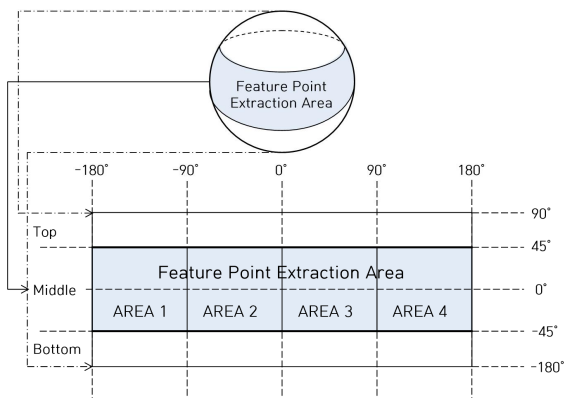 Feature Point
Extraction Area
-180˚ -90˚ 0˚ 90˚ 180˚
90˚
Top
45˚
Feature Point Extraction Area
Middle
0˚
AREA 1 AREA 2 AREA 3 AREA 4
-45˚
Bottom
-180˚